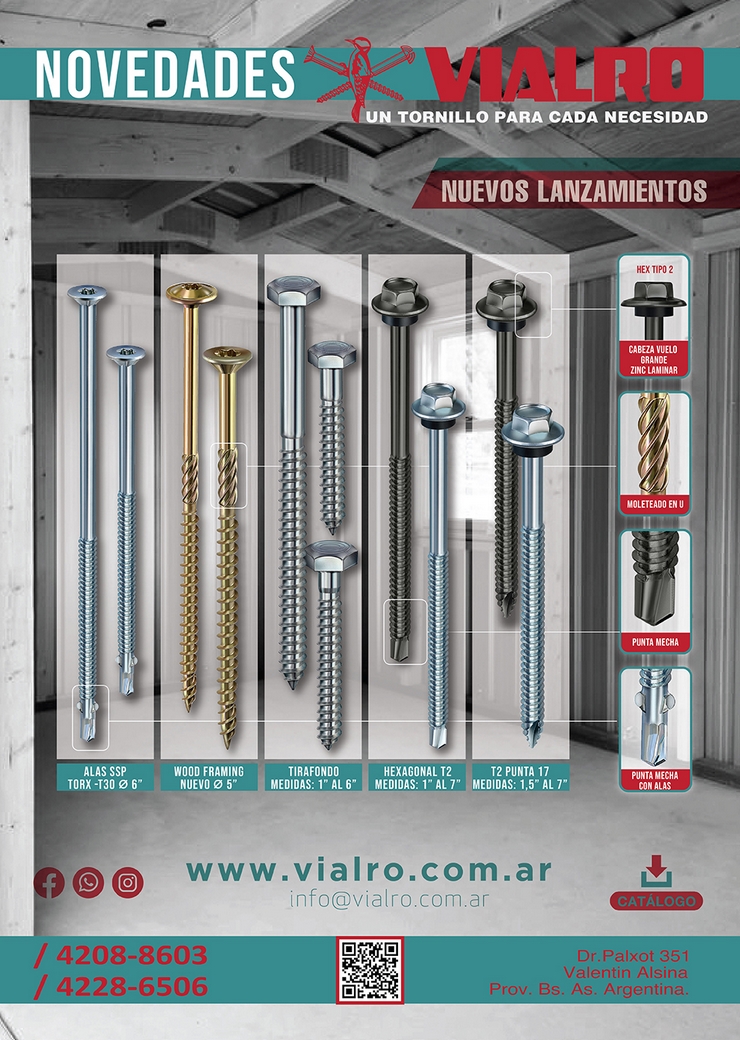 NOVEDADES
VIALRO
UN TORNILLO PARA CADA NECESIDAD
NUEVOS LANZAMIENTOS
HEX TIPO 2
CABEZA VUELO
GRANDE
ZINC LAMINAR
MOLETEADO EN U
PUNTA MECHA
PUNTA MECHA
CON ALAS
ALAS SSP
TORX -T30 Ø 6”
WOOD FRAMING
NUEVO Ø 5”
TIRAFONDO
MEDIDAS: 1” AL 6”
HEXAGONAL T2
MEDIDAS: 1” AL 7”
T2 PUNTA 17
MEDIDAS: 1,5” AL 7”
www.vialro.com.ar
info@vialro.com.ar
CATÁLOGO
/ 4208-8603
/ 4228-6506
Dr.Palxot 351
Valentin Alsina
Prov. Bs. As. Argentina.